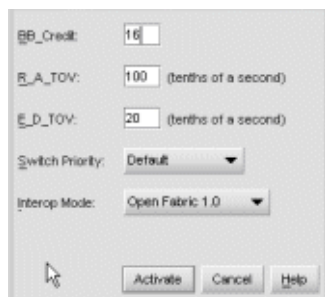 BB_Credit: 16
R_A_TOV: 100 (tenths of a second)
E_D_TOV: 20 (tenths of a second)
Switch Priority: Default
Interop Mode: Open Fabric 1.0
Activate Cancel Help